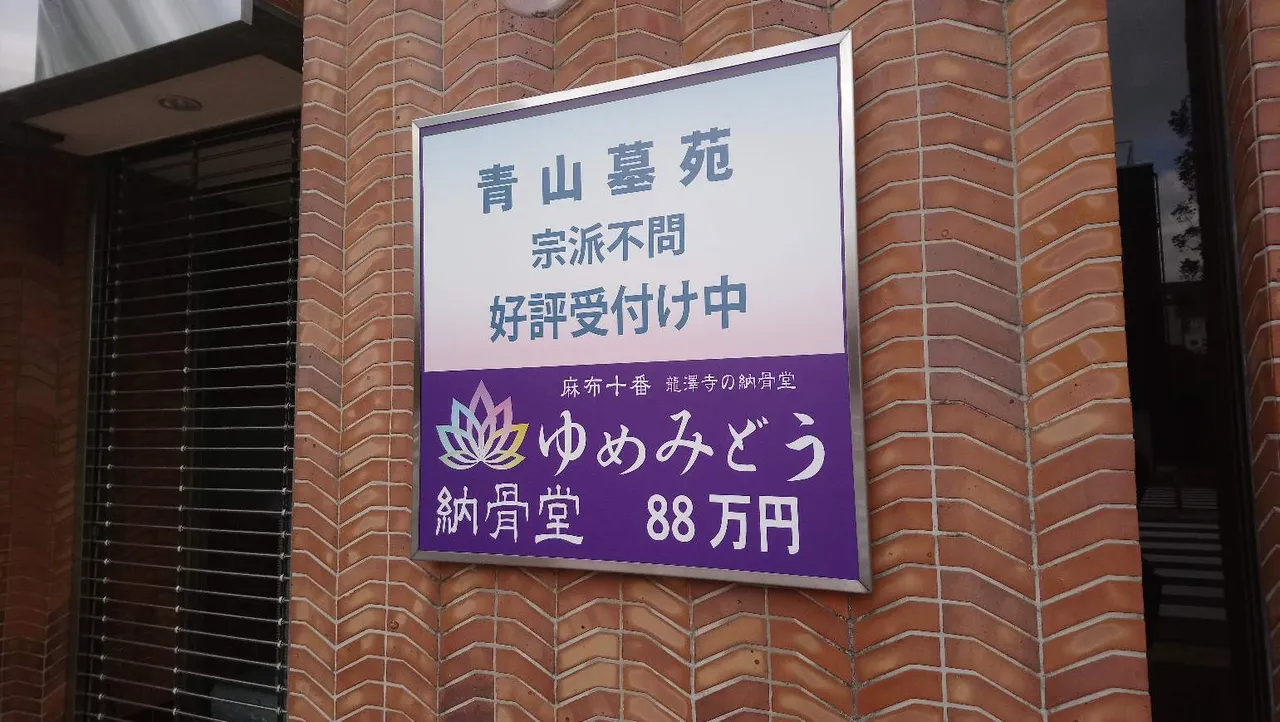 青山墓苑
宗派不問
好評受付け中
麻布十番 龍澤寺の納骨堂
ゆめみどう
納骨堂 88万円